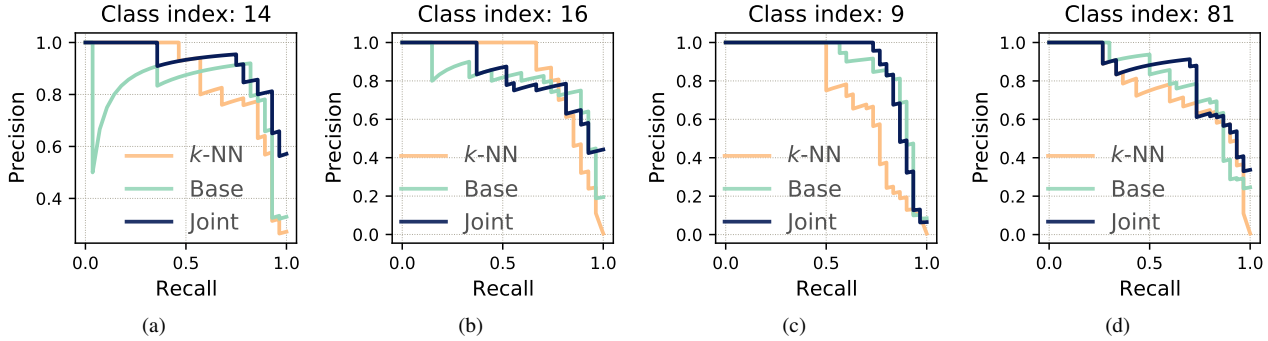 Class index: 14
Precision
1.0
0.8
0.6
0.4
k-NN
Base
Joint
0.0 0.5 1.0
Recall
(a)
Class index: 16
Precision
1.0
0.8
0.6
0.4
0.2
0.0
k-NN
Base
Joint
0.0 0.5 1.0
Recall
(b)
Class index: 9
Precision
1.0
0.8
0.6
0.4
0.2
0.0
k-NN
Base
Joint
0.0 0.5 1.0
Recall
(c)
Class index: 81
Precision
1.0
0.8
0.6
0.4
0.2
0.0
k-NN
Base
Joint
0.0 0.5 1.0
Recall
(d)